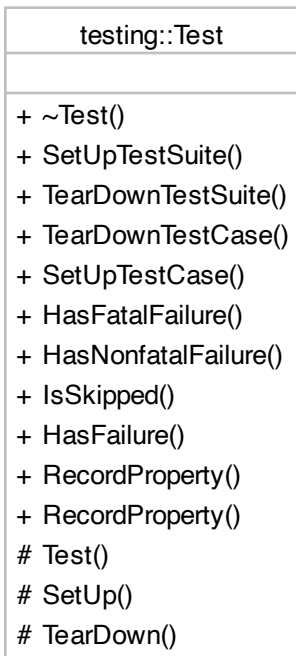 testing::Test
+ ~Test()
+ SetUpTestSuite()
+ TearDownTestSuite()
+ TearDownTestCase()
+ SetUpTestCase()
+ HasFatalFailure()
+ HasNonfatalFailure()
+ IsSkipped()
+ HasFailure()
+ RecordProperty()
+ RecordProperty()
# Test()
# SetUp()
# TearDown()